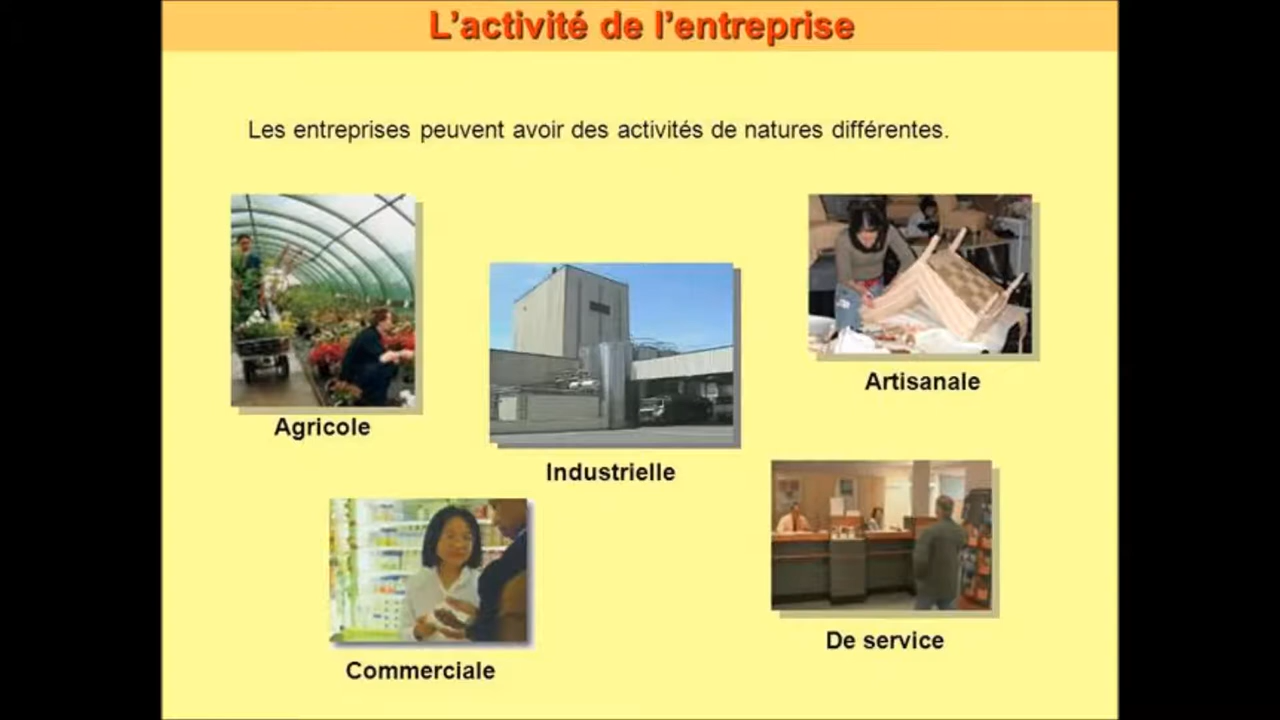 L’activité de l’entreprise
Les entreprises peuvent avoir des activités de natures différentes.
Agricole
Industrielle
Artisanale
Commerciale
De service